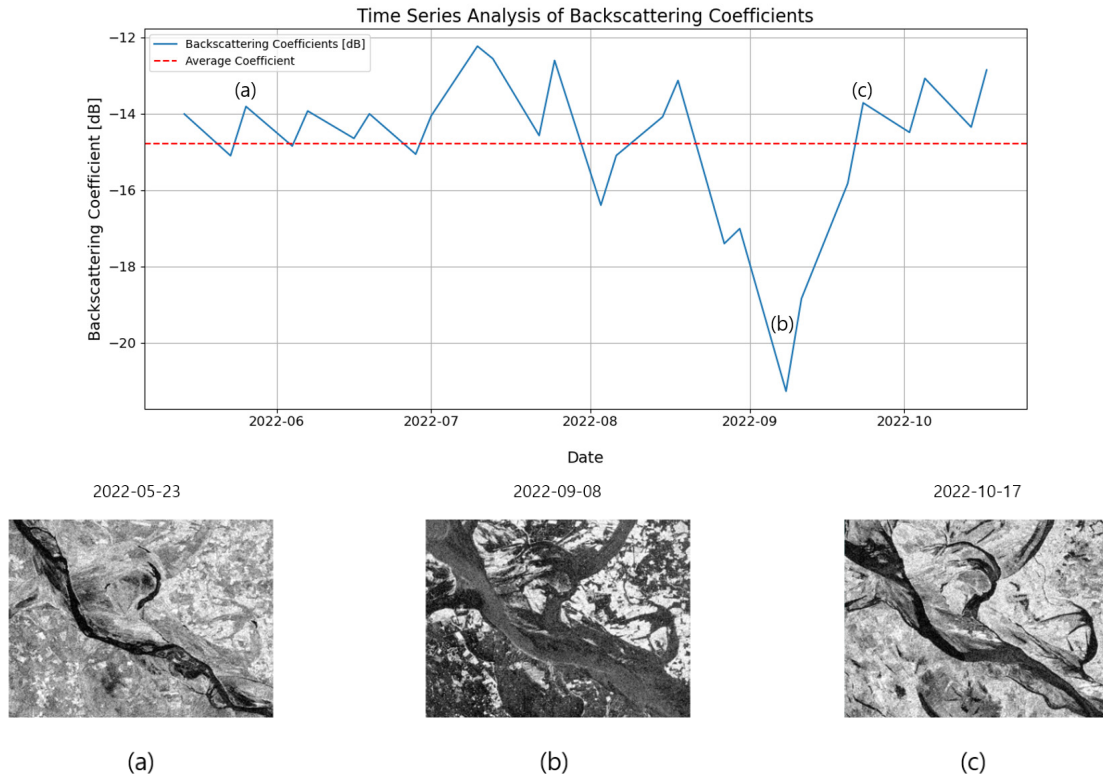 Time Series Analysis of Backscattering Coefficients
Backscattering Coefficients [dB]
Average Coefficient
Backscattering Coefficient [dB]
−12
−14
−16
−18
−20
(a)
(b)
(c)
2022-06
2022-07
2022-08
2022-09
2022-10
Date
2022-05-23
2022-09-08
2022-10-17
(a)
(b)
(c)